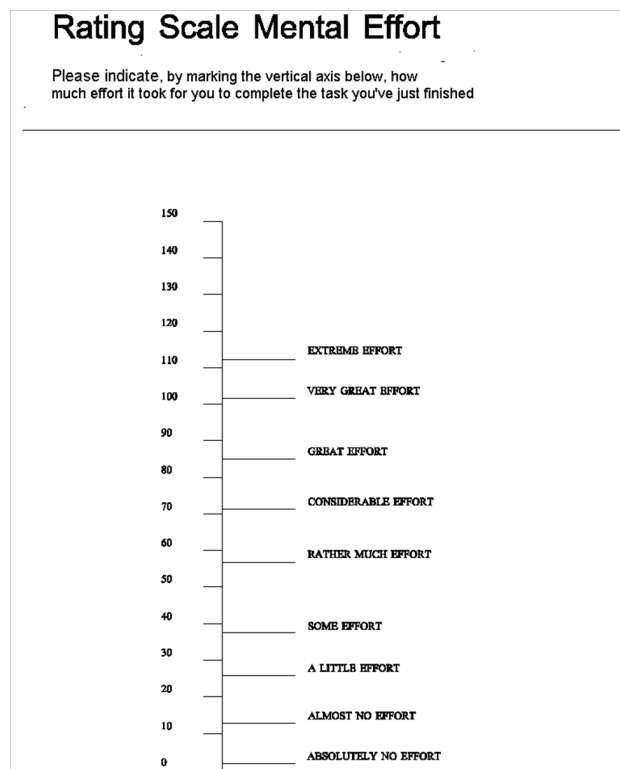 Rating Scale Mental Effort
Please indicate, by marking the vertical axis below, how
much effort it took for you to complete the task you've just finished
150
140
130
120
EXTREME EFFORT
110
VERY GREAT EFFORT
100
90
GREAT EFFORT
80
CONSIDERABLE EFFORT
70
60
RATHER MUCH EFFORT
50
40
SOME EFFORT
30
A LITTLE EFFORT
20
ALMOST NO EFFORT
10
ABSOLUTELY NO EFFORT
0